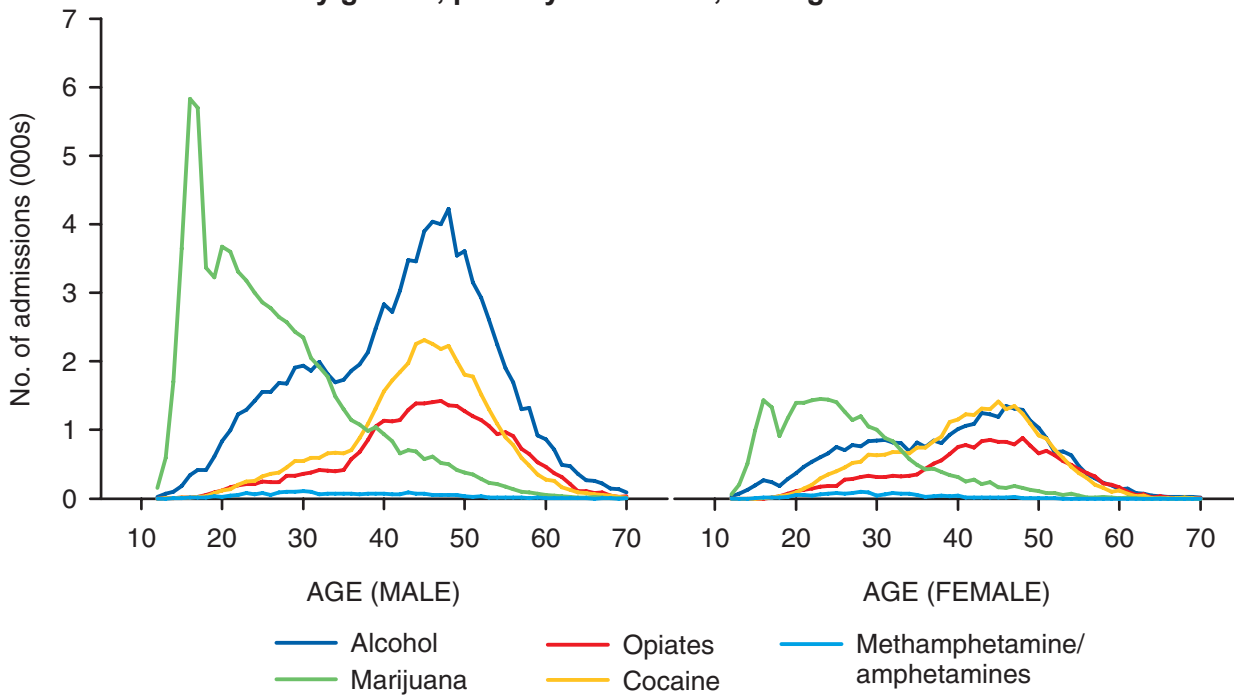 7
6
5
4
3
2
1
0
No. of admissions (000s)
10 20 30 40 50 60 70
10 20 30 40 50 60 70
AGE (MALE)
AGE (FEMALE)
Alcohol
Marijuana
Opiates
Cocaine
Methamphetamine/
amphetamines